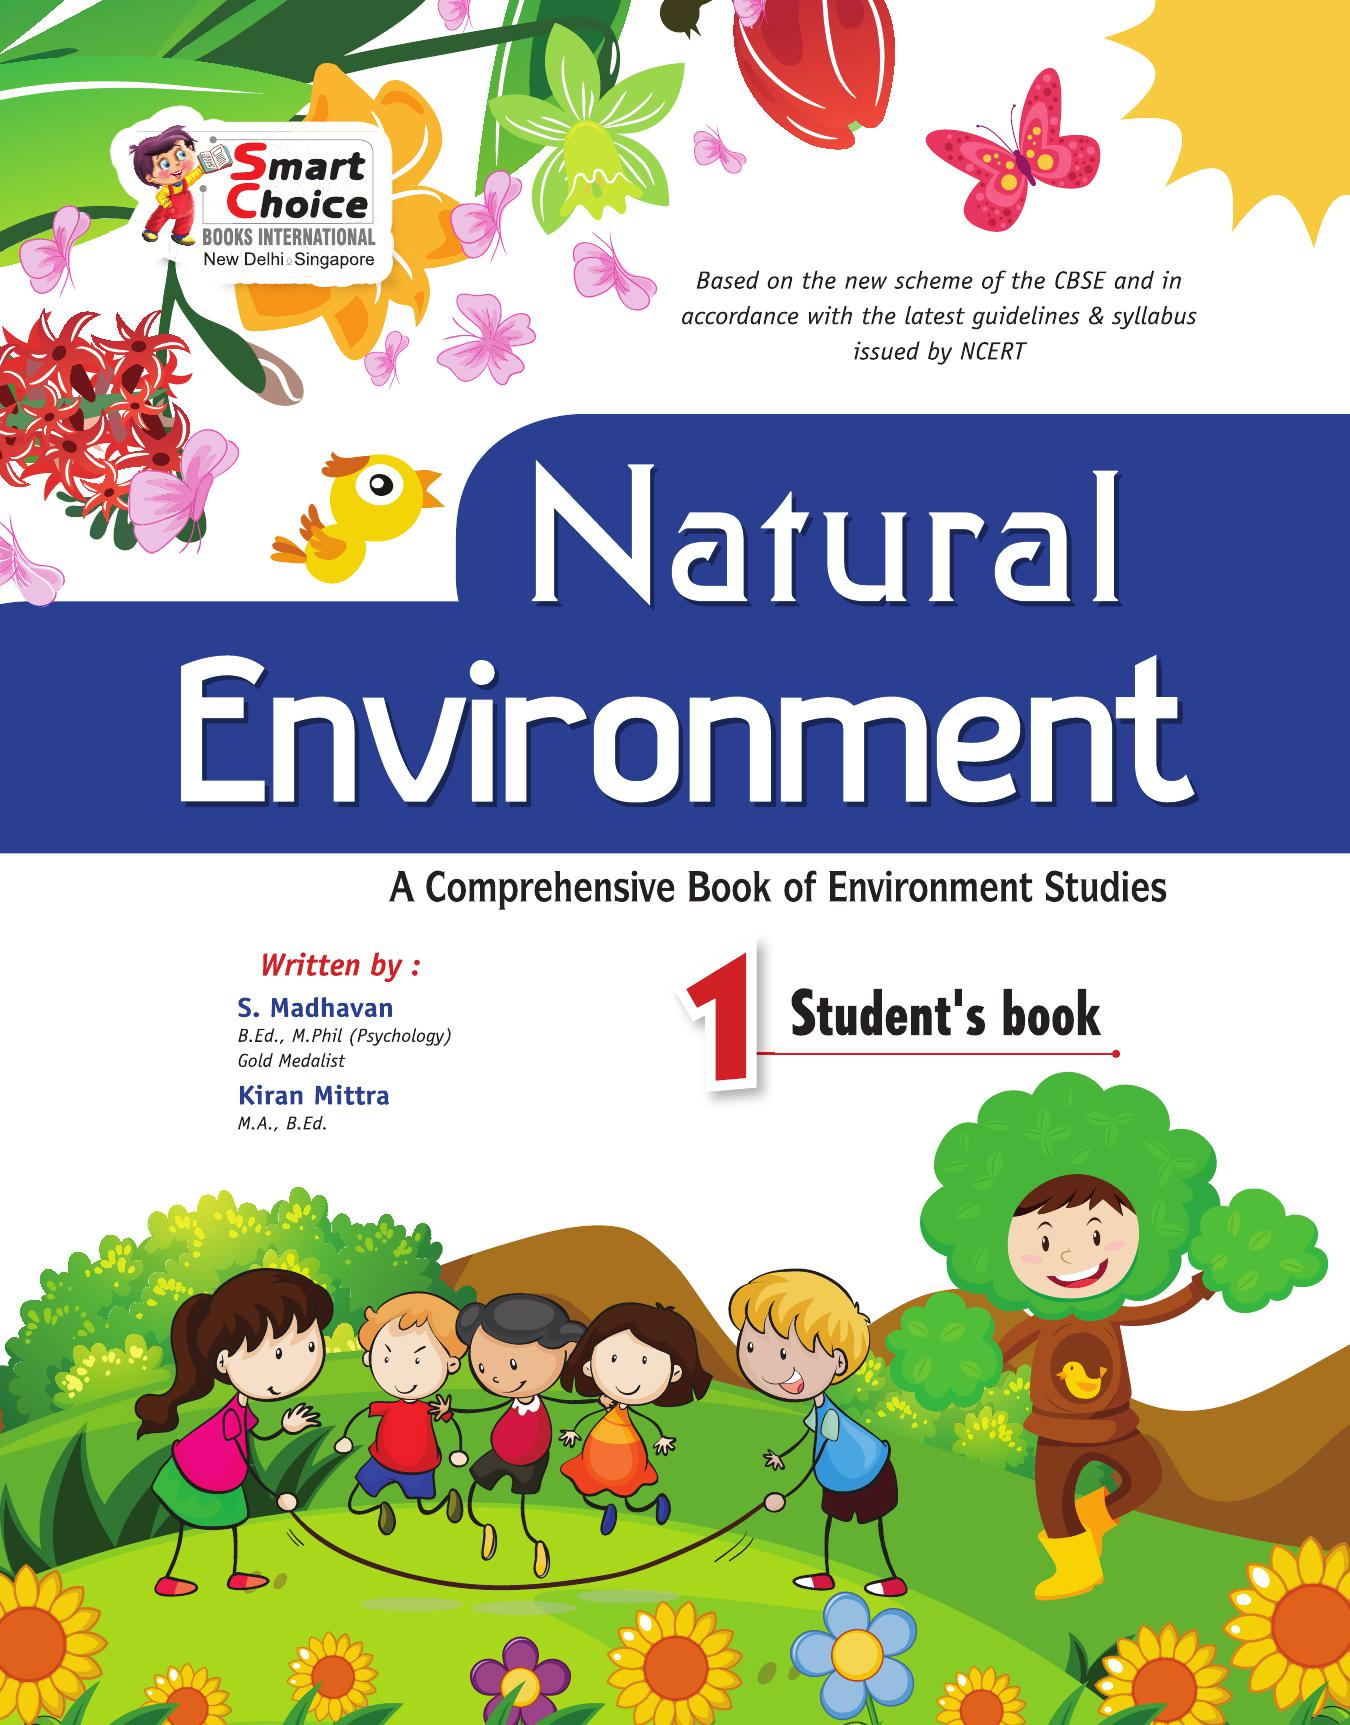 Smart
Choice
BOOKS INTERNATIONAL
New Delhi Singapore
Based on the new scheme of the CBSE and in
accordance with the latest guidelines & syllabus
issued by NCERT
Natural
Environment
A Comprehensive Book of Environment Studies
Written by :
S. Madhavan
B.Ed., M.Phil (Psychology)
Gold Medalist
Kiran Mittra
M.A., B.Ed.
1 Student's book